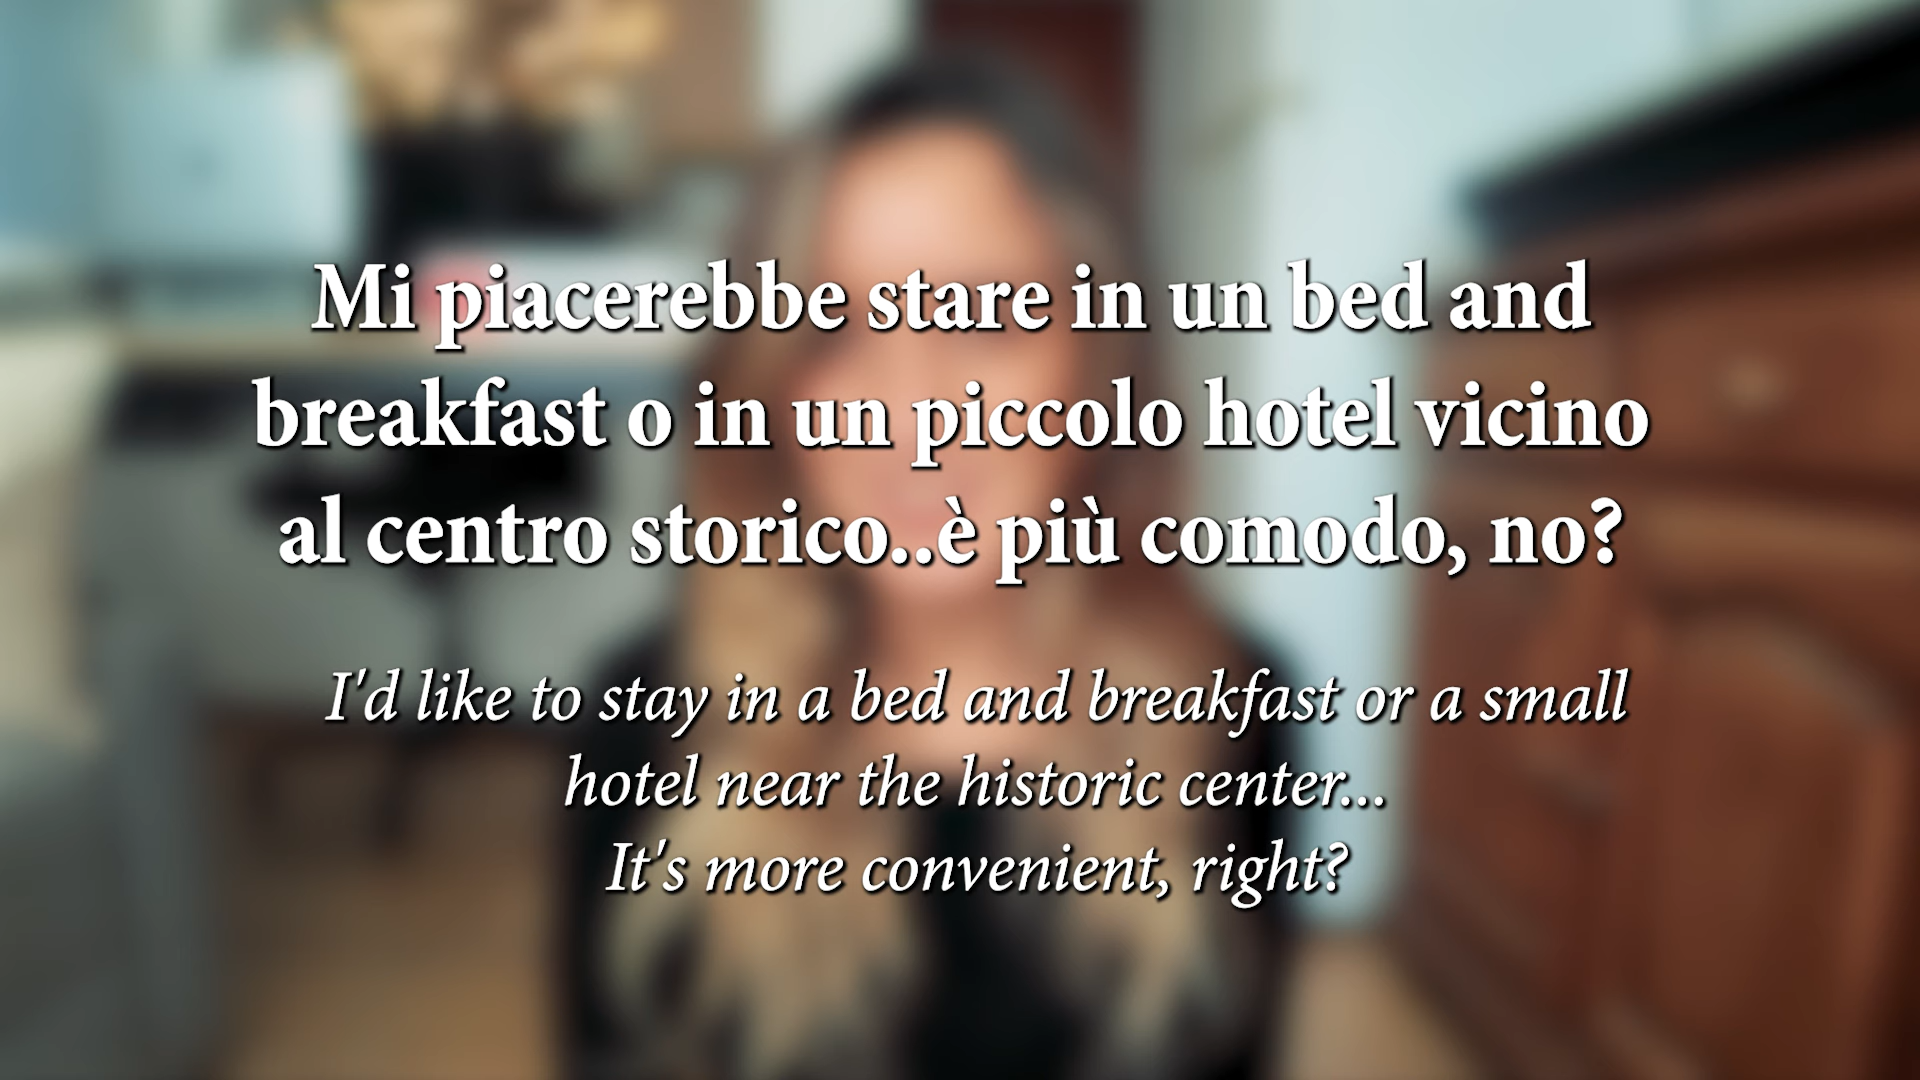 Mi piacerebbe stare in un bed and
breakfast o in un piccolo hotel vicino
al centro storico..è più comodo, no?
I'd like to stay in a bed and breakfast or a small
hotel near the historic center...
It's more convenient, right?